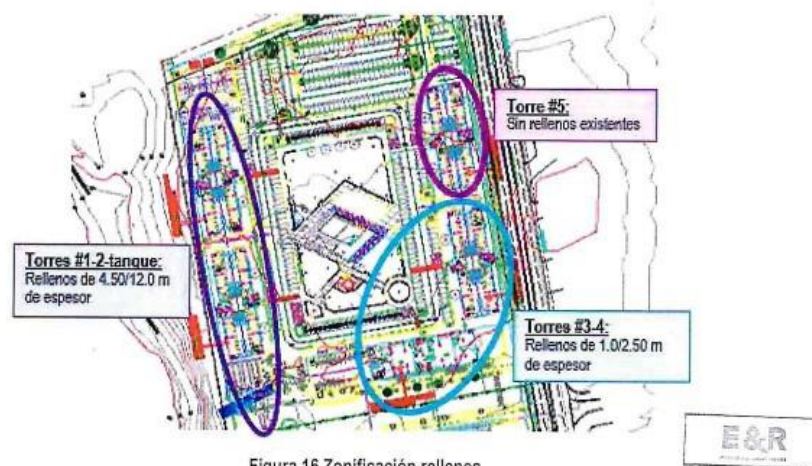 Torre #5:
Sin rellenos existentes
Torres #1-2-tanque:
Rellenos de 4.50/12.0 m
de espesor
Torres #3-4:
Rellenos de 1.0/2.50 m
de espesor
E&R
Figura 16 Zonificación rellenos